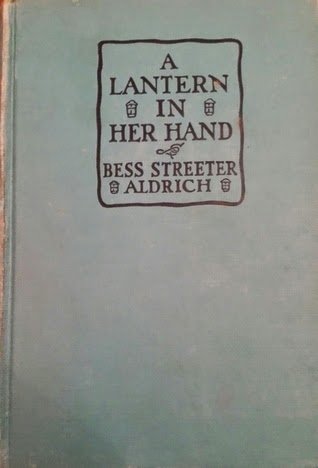 A
LANTERN
IN
HER HAND
BESS STREETER
ALDRICH